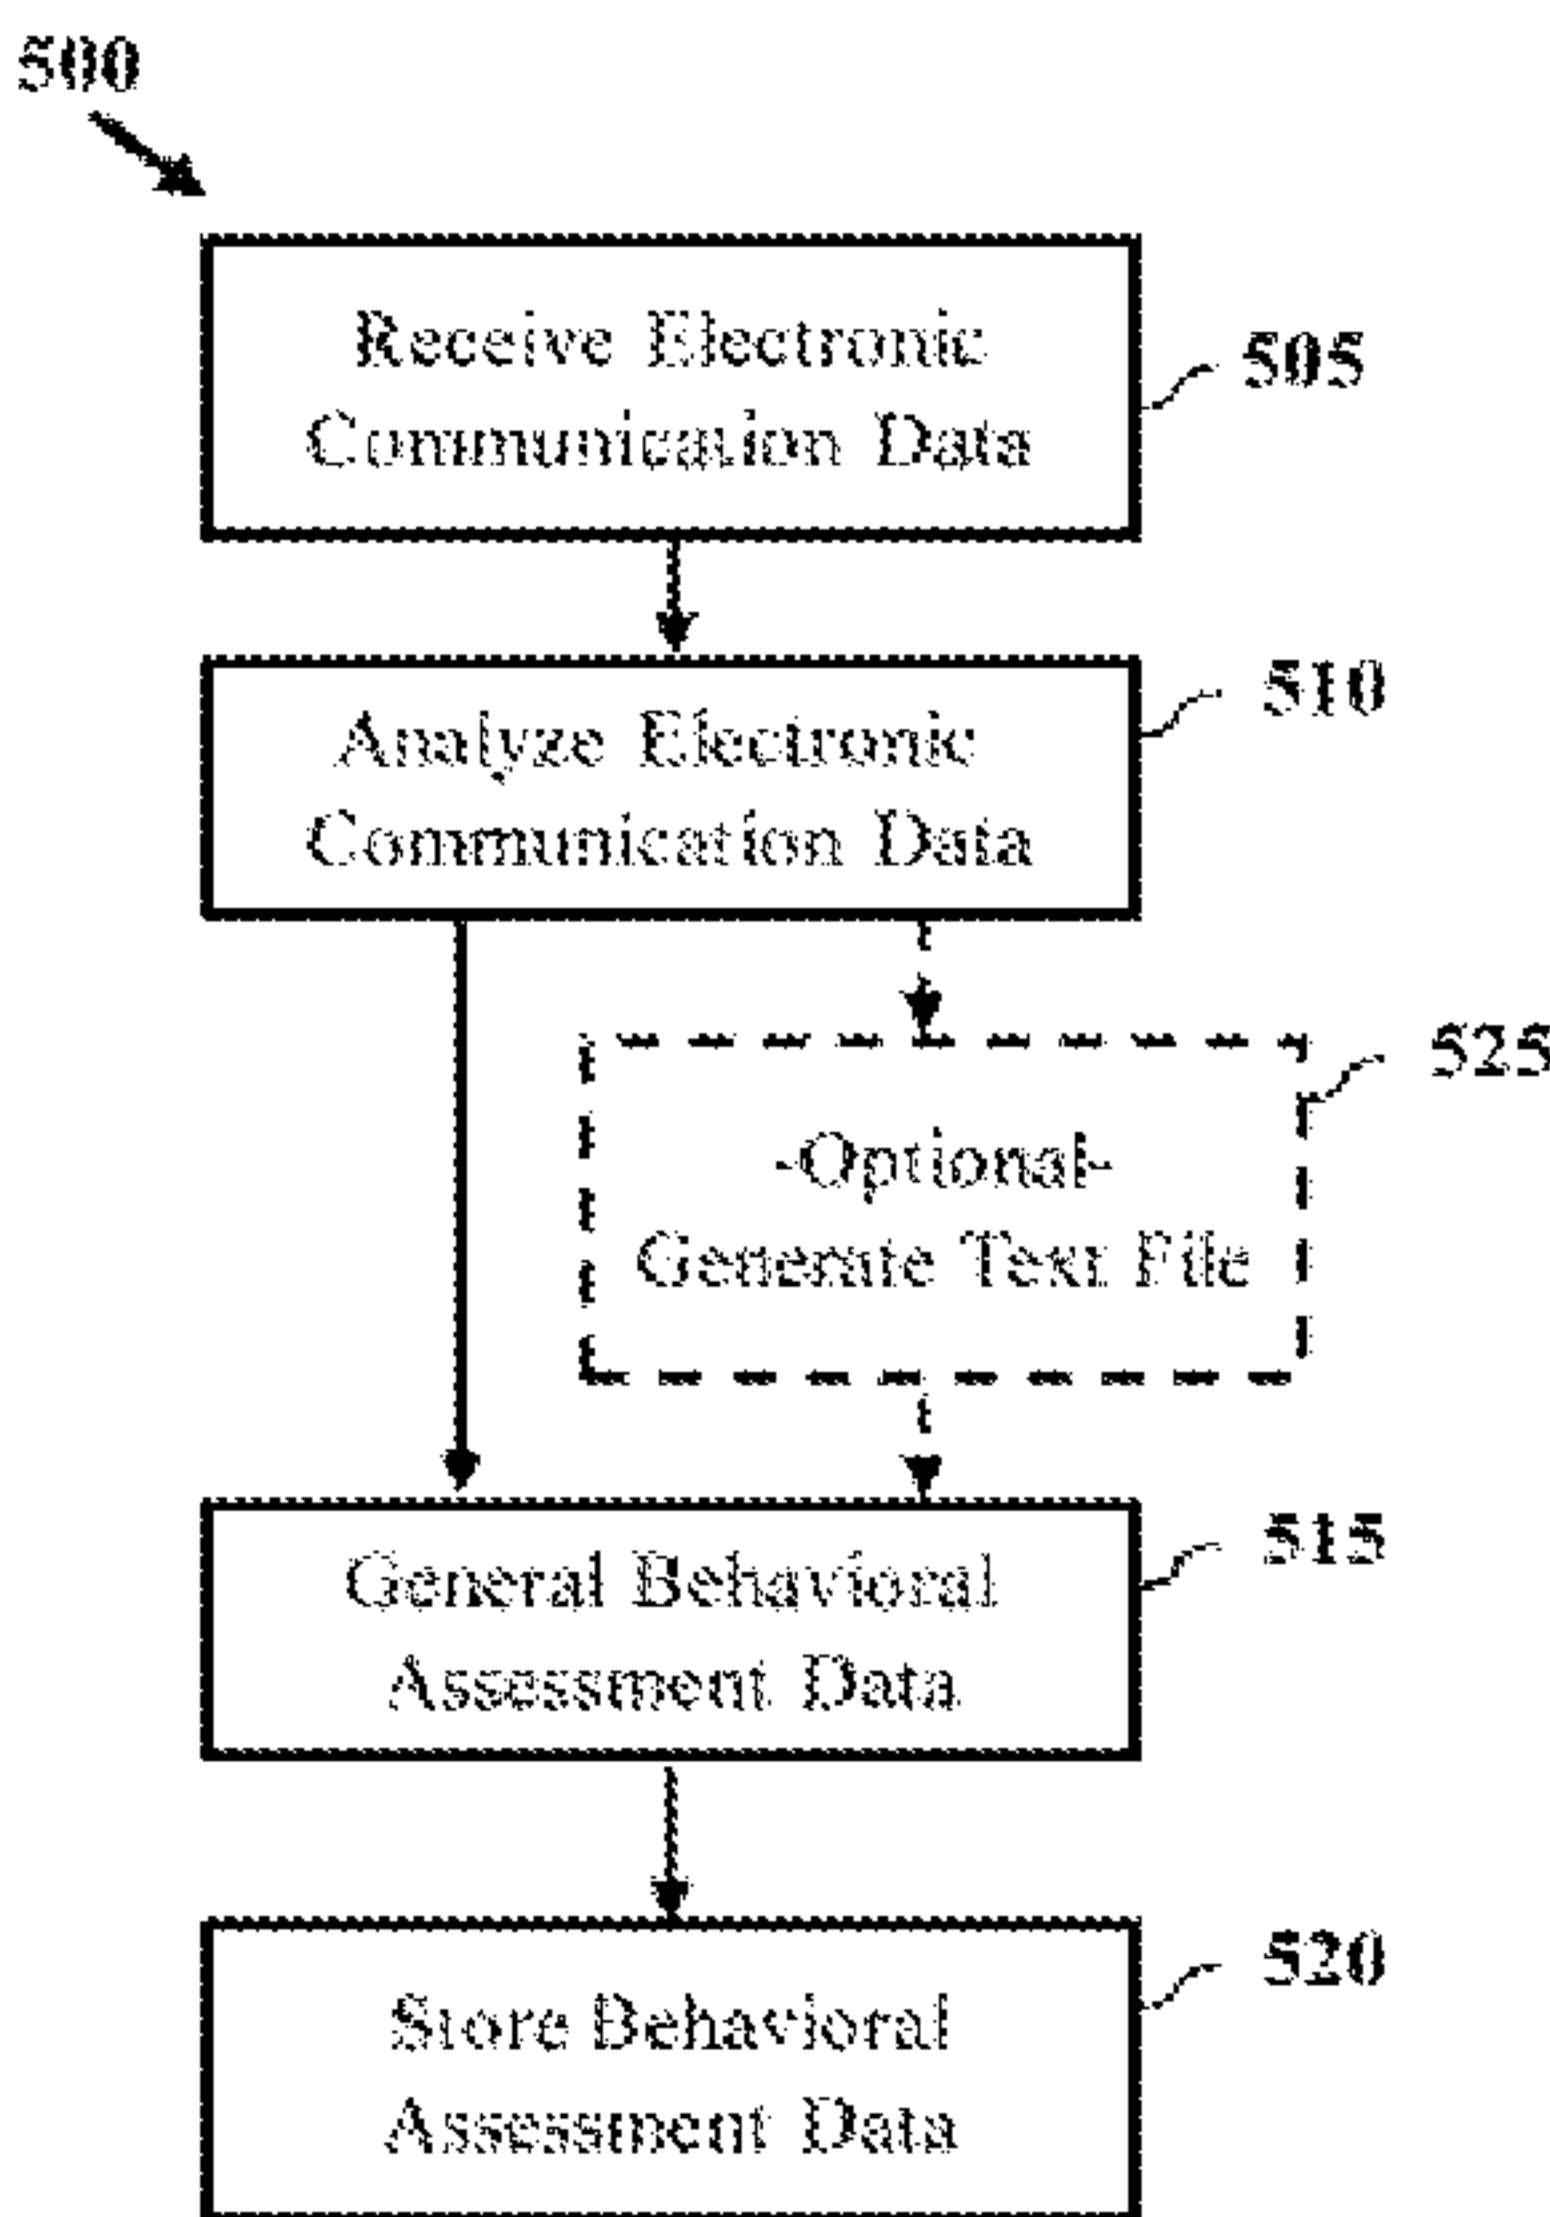 500
Receive Electronic
Communication Data
505
Analyze Electronic
Communication Data
510
-Optional-
Generate Text File
525
General Behavioral
Assessment Data
515
Store Behavioral
Assessment Data
520